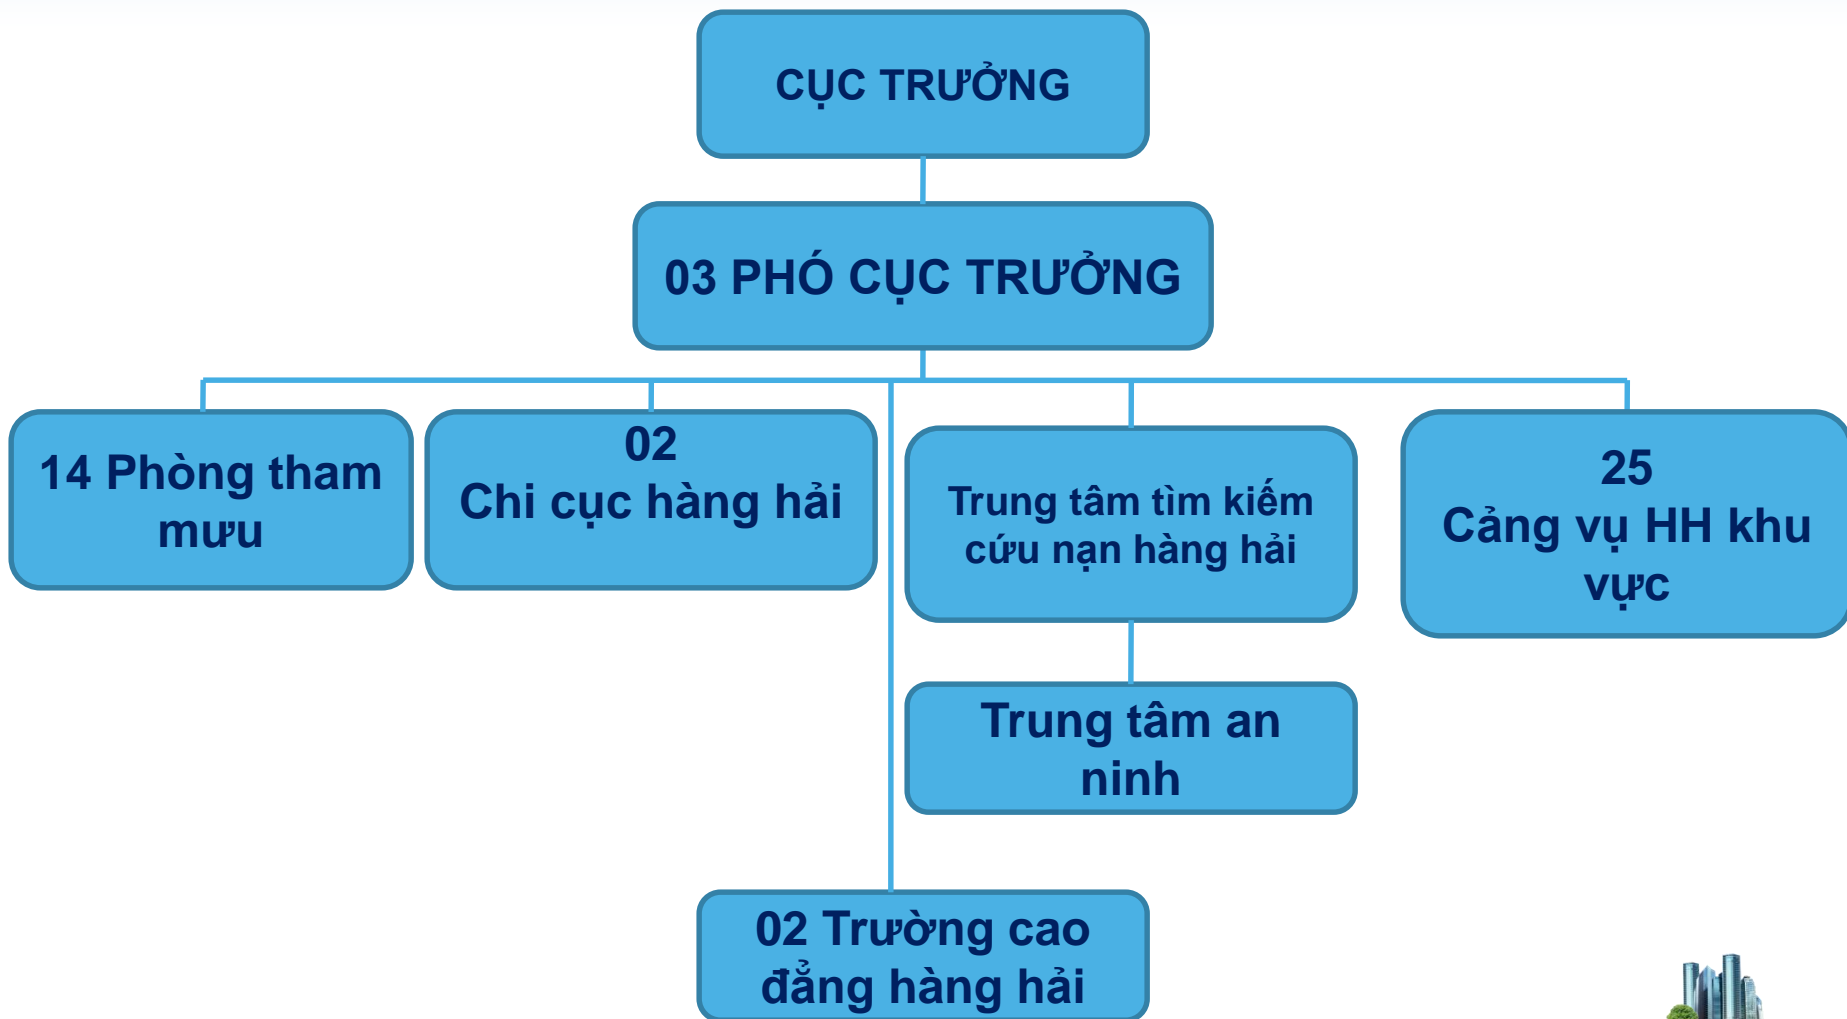 CỤC TRƯỞNG
03 PHÓ CỤC TRƯỞNG
14 Phòng tham
mưu
02
Chi cục hàng hải
Trung tâm tìm kiếm
cứu nạn hàng hải
25
Cảng vụ HH khu
vực
Trung tâm an
ninh
02 Trường cao
đẳng hàng hải